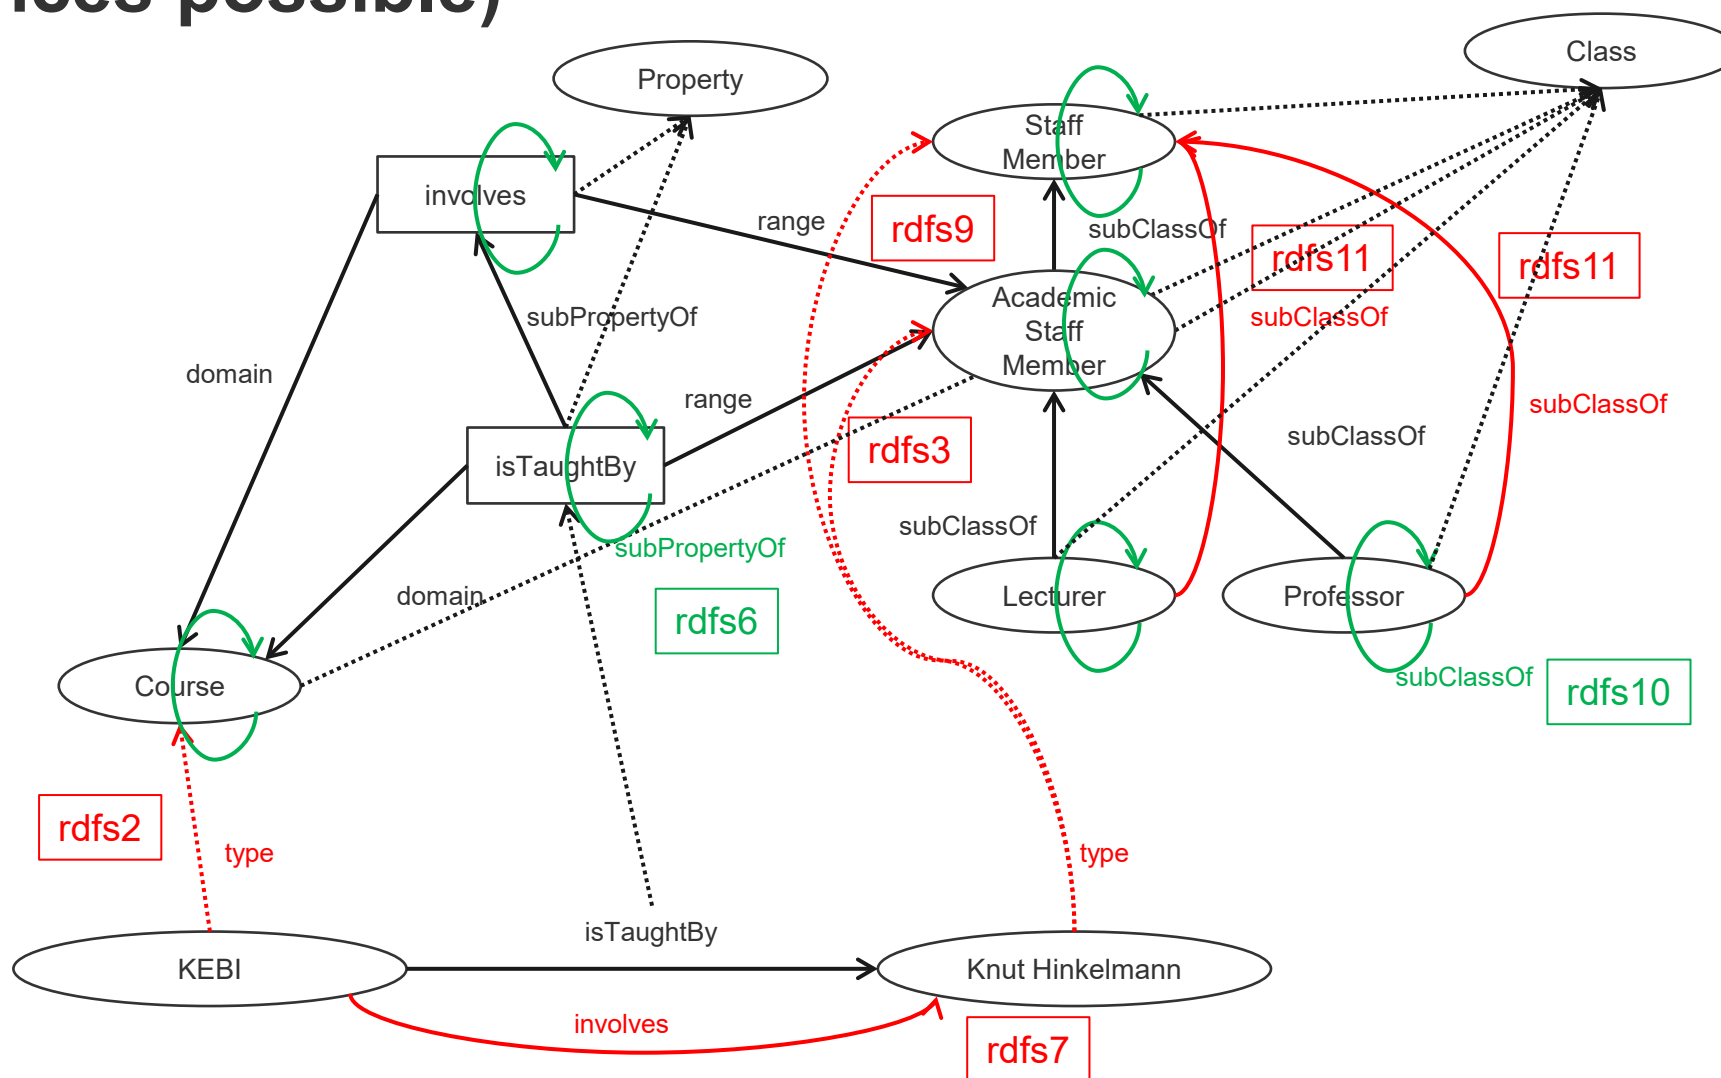 ices possible)
Property
Class
Staff
Member
involves
range
rdfs9
subClassOf
rdfs11
rdfs11
Academic
Staff
Member
subPropertyOf
subClassOf
domain
range
subClassOf
subClassOf
rdfs3
isTaughtBy
subClassOf
subPropertyOf
domain
Lecturer
Professor
rdfs6
Course
subClassOf
rdfs10
rdfs2
type
type
isTaughtBy
KEBI
Knut Hinkelmann
involves
rdfs7